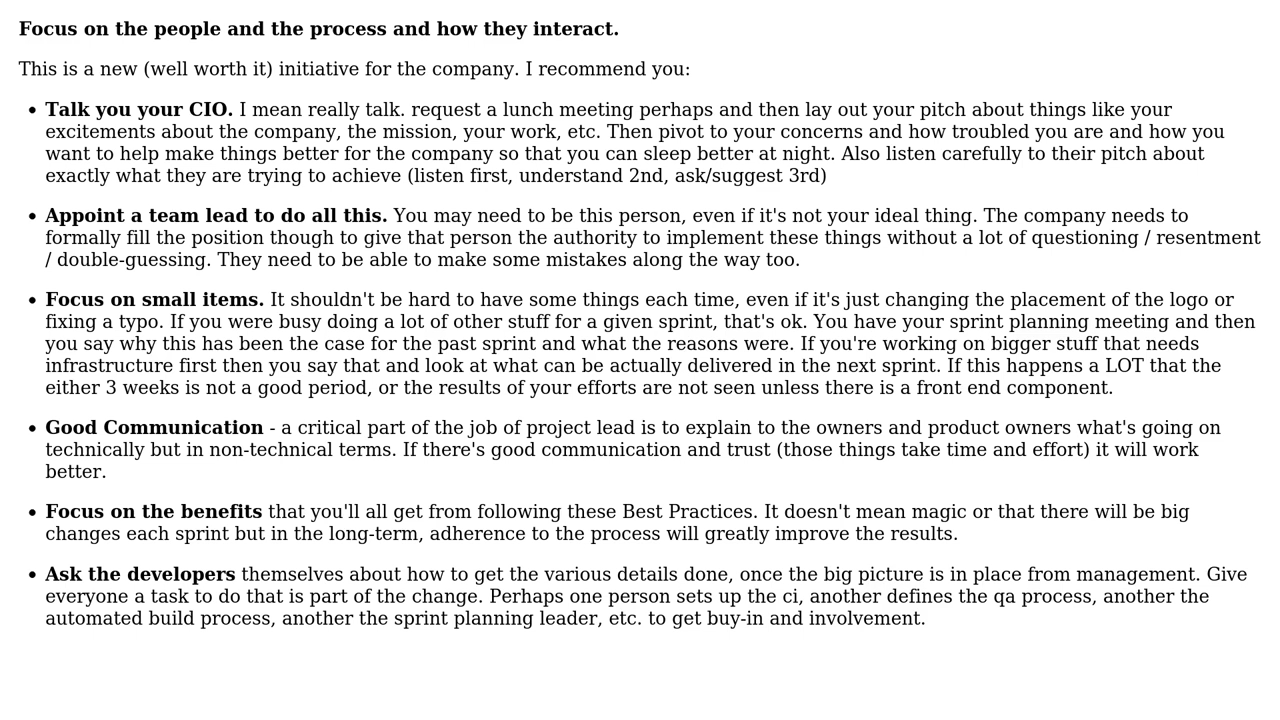 Focus on the people and the process and how they interact.
This is a new (well worth it) initiative for the company. I recommend you:
• Talk you your CIO. I mean really talk. request a lunch meeting perhaps and then lay out your pitch about things like your
excitements about the company, the mission, your work, etc. Then pivot to your concerns and how troubled you are and how you
want to help make things better for the company so that you can sleep better at night. Also listen carefully to their pitch about
exactly what they are trying to achieve (listen first, understand 2nd, ask/suggest 3rd)
• Appoint a team lead to do all this. You may need to be this person, even if it's not your ideal thing. The company needs to
formally fill the position though to give that person the authority to implement these things without a lot of questioning / resentment
/ double-guessing. They need to be able to make some mistakes along the way too.
• Focus on small items. It shouldn't be hard to have some things each time, even if it's just changing the placement of the logo or
fixing a typo. If you were busy doing a lot of other stuff for a given sprint, that's ok. You have your sprint planning meeting and then
you say why this has been the case for the past sprint and what the reasons were. If you're working on bigger stuff that needs
infrastructure first then you say that and look at what can be actually delivered in the next sprint. If this happens a LOT that the
either 3 weeks is not a good period, or the results of your efforts are not seen unless there is a front end component.
• Good Communication - a critical part of the job of project lead is to explain to the owners and product owners what's going on
technically but in non-technical terms. If there's good communication and trust (those things take time and effort) it will work
better.
• Focus on the benefits that you'll all get from following these Best Practices. It doesn't mean magic or that there will be big
changes each sprint but in the long-term, adherence to the process will greatly improve the results.
• Ask the developers themselves about how to get the various details done, once the big picture is in place from management. Give
everyone a task to do that is part of the change. Perhaps one person sets up the ci, another defines the qa process, another the
automated build process, another the sprint planning leader, etc. to get buy-in and involvement.